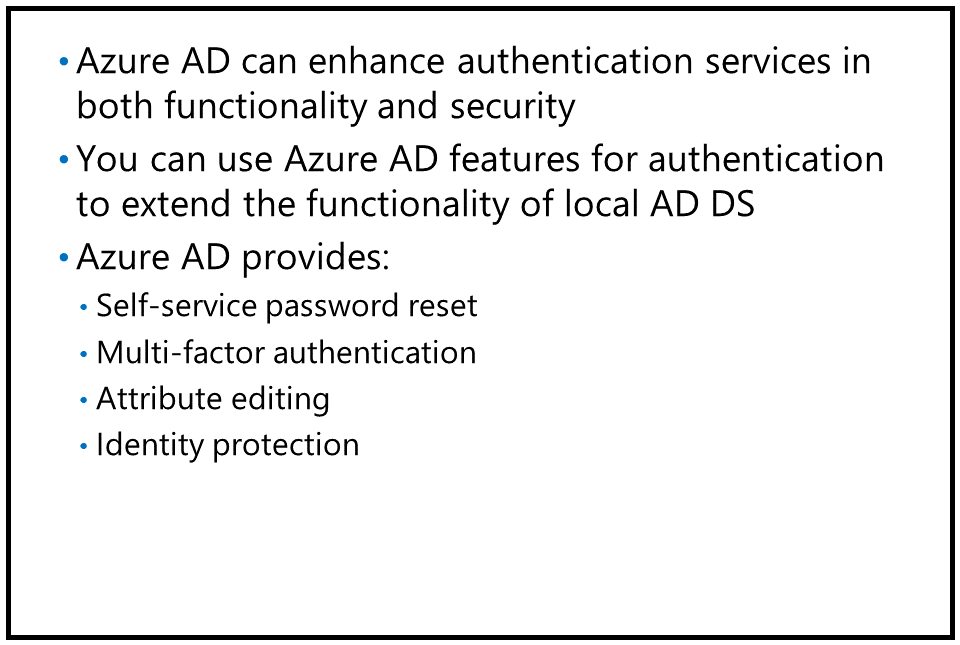 • Azure AD can enhance authentication services in
both functionality and security
• You can use Azure AD features for authentication
to extend the functionality of local AD DS
• Azure AD provides:
• Self-service password reset
• Multi-factor authentication
• Attribute editing
• Identity protection